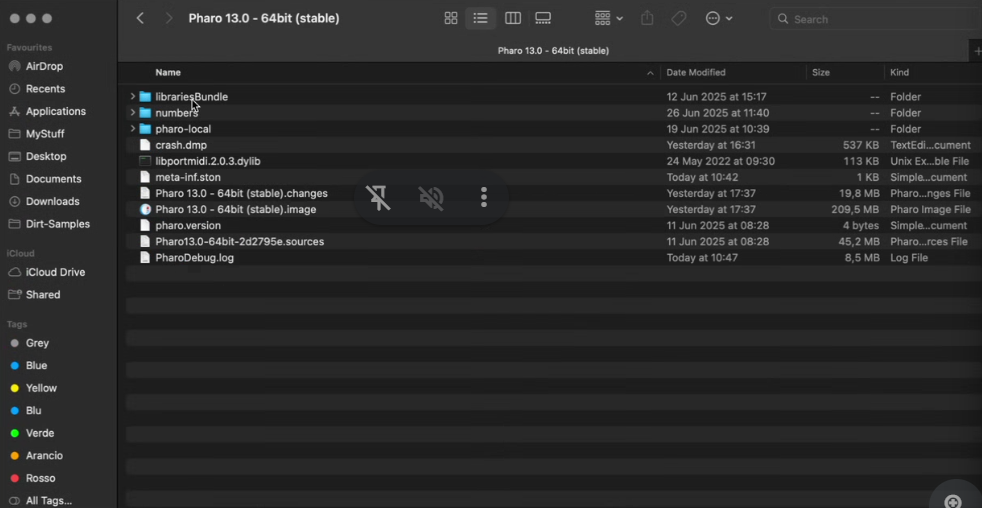 Pharo 13.0 - 64bit (stable)
Search
Pharo 13.0 - 64bit (stable)
Favourites
AirDrop
Recents
Applications
MyStuff
Desktop
Documents
Downloads
Dirt-Samples
iCloud
iCloud Drive
Shared
Tags
Grey
Blue
Yellow
Blu
Verde
Arancio
Rosso
All Tags...
Name Date Modified Size Kind
librariesBundle 12 Jun 2025 at 15:17 -- Folder
numbers 26 Jun 2025 at 11:40 -- Folder
pharo-local 19 Jun 2025 at 10:39 -- Folder
crash.dmp Yesterday at 16:31 537 KB TextEdi...cument
libportmidi.2.0.3.dylib 24 May 2022 at 09:30 113 KB Unix Ex...ble File
meta-inf.ston Today at 10:42 1 KB Simple...cument
Pharo 13.0 - 64bit (stable).changes Yesterday at 17:37 19,8 MB Pharo...nges File
Pharo 13.0 - 64bit (stable).image Yesterday at 17:37 209,5 MB Pharo Image File
pharo.version 11 Jun 2025 at 08:28 4 bytes Simple...cument
Pharo13.0-64bit-2d2795e.sources 11 Jun 2025 at 08:28 45,2 MB Pharo...rces File
PharoDebug.log Today at 10:47 8,5 MB Log File